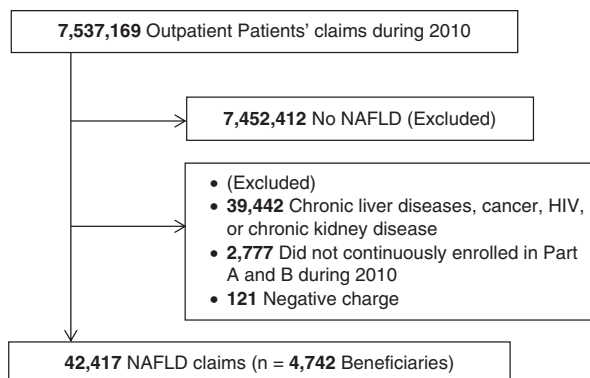 7,537,169 Outpatient Patients’ claims during 2010
7,452,412 No NAFLD (Excluded)
• (Excluded)
• 39,442 Chronic liver diseases, cancer, HIV,
or chronic kidney disease
• 2,777 Did not continuously enrolled in Part
A and B during 2010
• 121 Negative charge
42,417 NAFLD claims (n = 4,742 Beneficiaries)